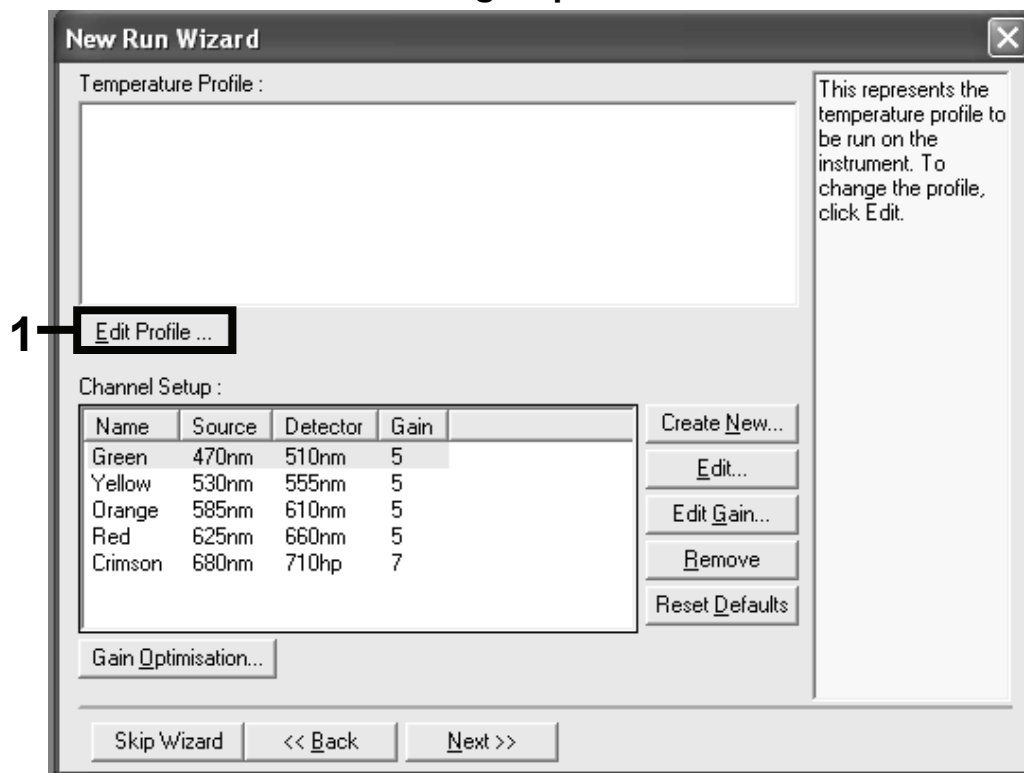 New Run Wizard
Temperature Profile :
This represents the
temperature profile to
be run on the
instrument. To
change the profile,
click Edit.
1
Edit Profile ...
Channel Setup :
Name Source Detector Gain
Green 470nm 510nm 5
Yellow 530nm 555nm 5
Orange 585nm 610nm 5
Red 625nm 660nm 5
Crimson 680nm 710hp 7
Create New...
Edit...
Edit Gain...
Remove
Reset Defaults
Gain Optimisation...
Skip Wizard << Back Next >>